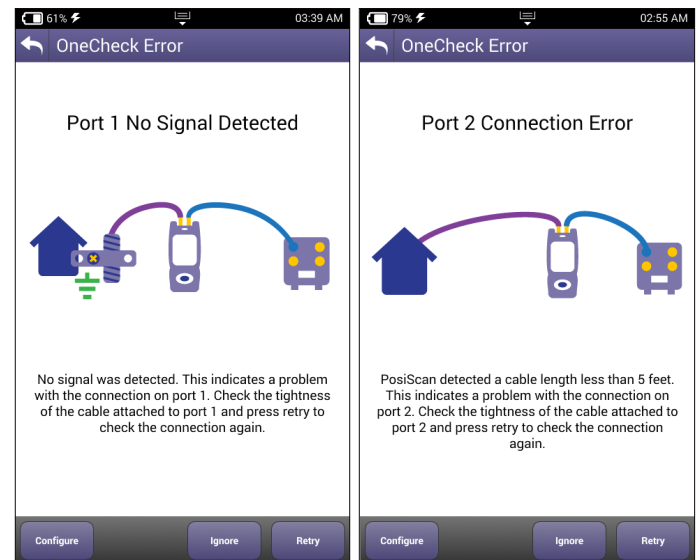 61%
03:39 AM
OneCheck Error
Port 1 No Signal Detected
No signal was detected. This indicates a problem
with the connection on port 1. Check the tightness
of the cable attached to port 1 and press retry to
check the connection again.
Configure
Ignore
Retry
79%
02:55 AM
OneCheck Error
Port 2 Connection Error
PosiScan detected a cable length less than 5 feet.
This indicates a problem with the connection on
port 2. Check the tightness of the cable attached to
port 2 and press retry to check the connection
again.
Configure
Ignore
Retry